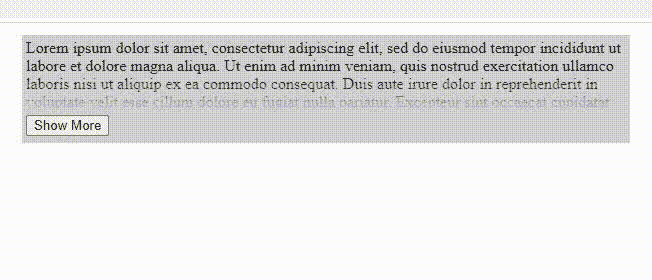 Lorem ipsum dolor sit amet, consectetur adipiscing elit, sed do eiusmod tempor incididunt ut
labore et dolore magna aliqua. Ut enim ad minim veniam, quis nostrud exercitation ullamco
laboris nisi ut aliquip ex ea commodo consequat. Duis aute irure dolor in reprehenderit in
voluptate velit esse cillum dolore eu fugiat nulla pariatur. Excepteur sint occaecat cupidatat
Show More